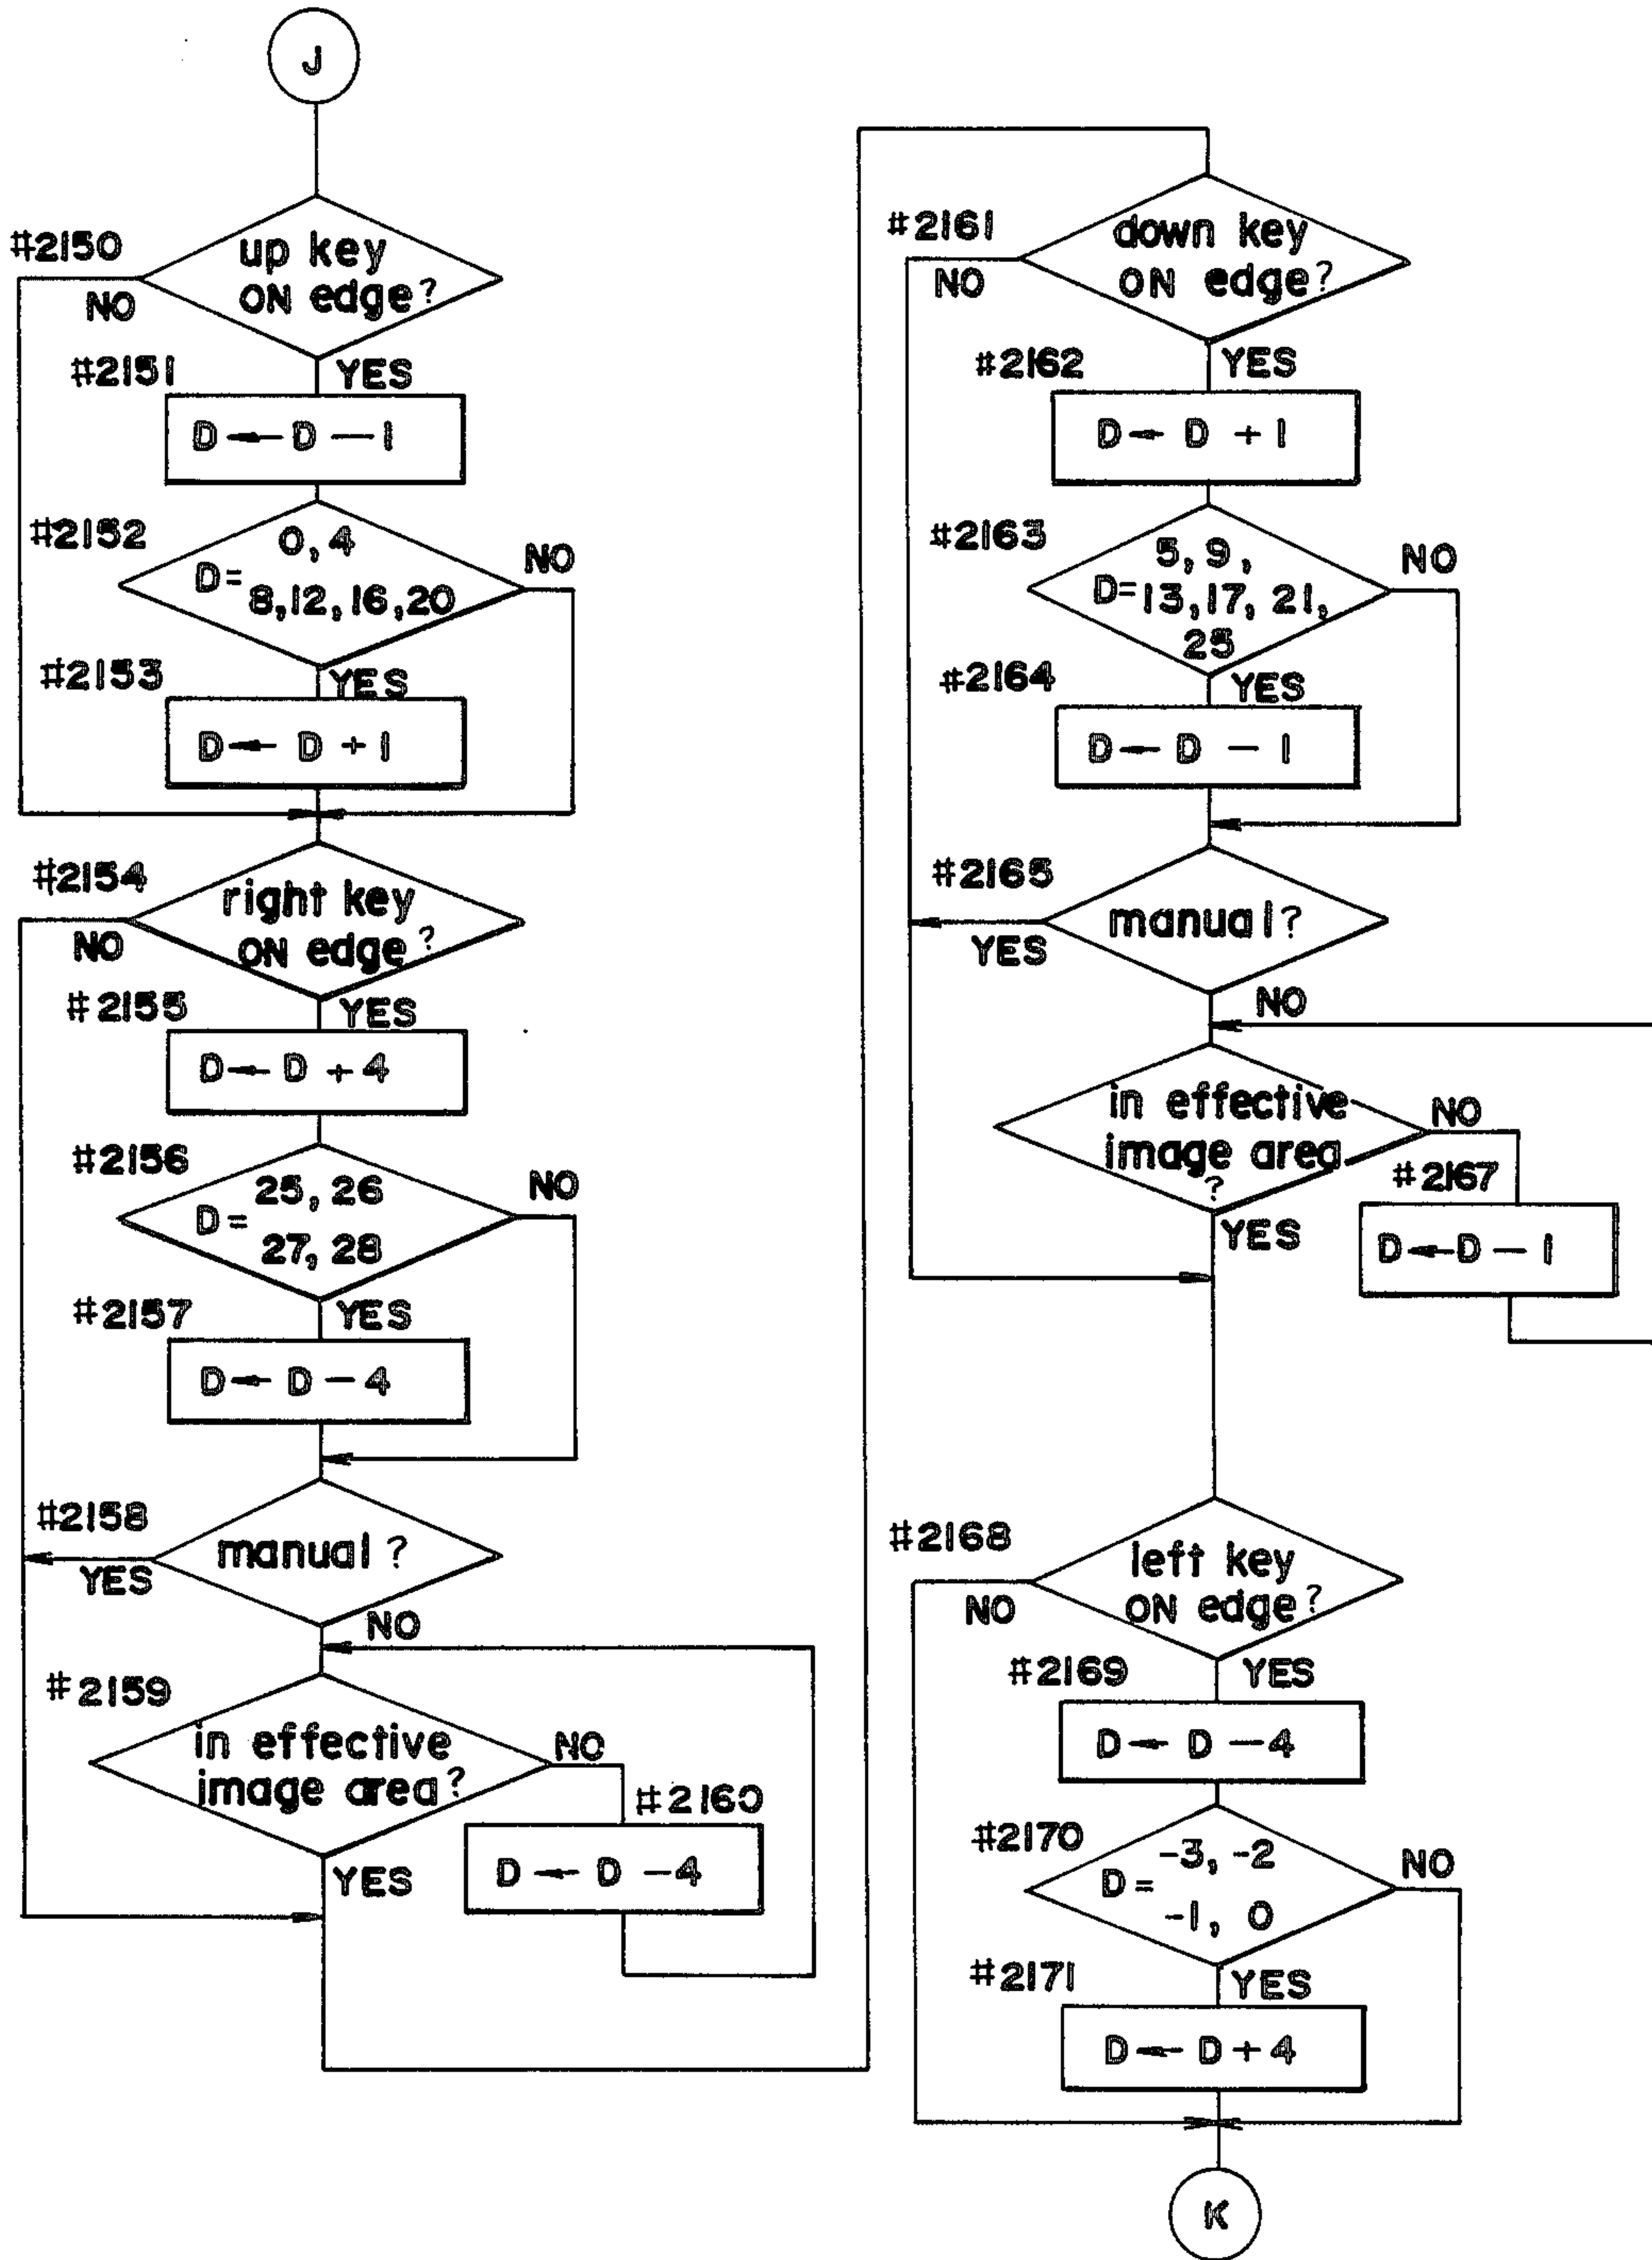 J
#2150
up key
ON edge?
NO
YES
#2151
D ← D — 1
#2152
0, 4
D=
8,12,16,20
NO
YES
#2153
D ← D + 1
#2154
right key
ON edge?
NO
YES
#2155
D ← D + 4
#2156
25, 26
D=
27, 28
NO
YES
#2157
D ← D - 4
#2158
manual?
YES
NO
#2159
in effective
image area?
NO
YES
#2160
D ← D -4
#2161
down key
ON edge?
NO
YES
#2162
D ← D + 1
#2163
5, 9,
D=13,17, 21,
25
NO
YES
#2164
D ← D - 1
#2165
manual?
YES
NO
in effective
image area
?
NO
YES
#2167
D ← D - 1
#2168
left key
ON edge?
NO
YES
#2169
D ← D -4
#2170
-3, -2
D=
-1, 0
NO
YES
#2171
D ← D + 4
K